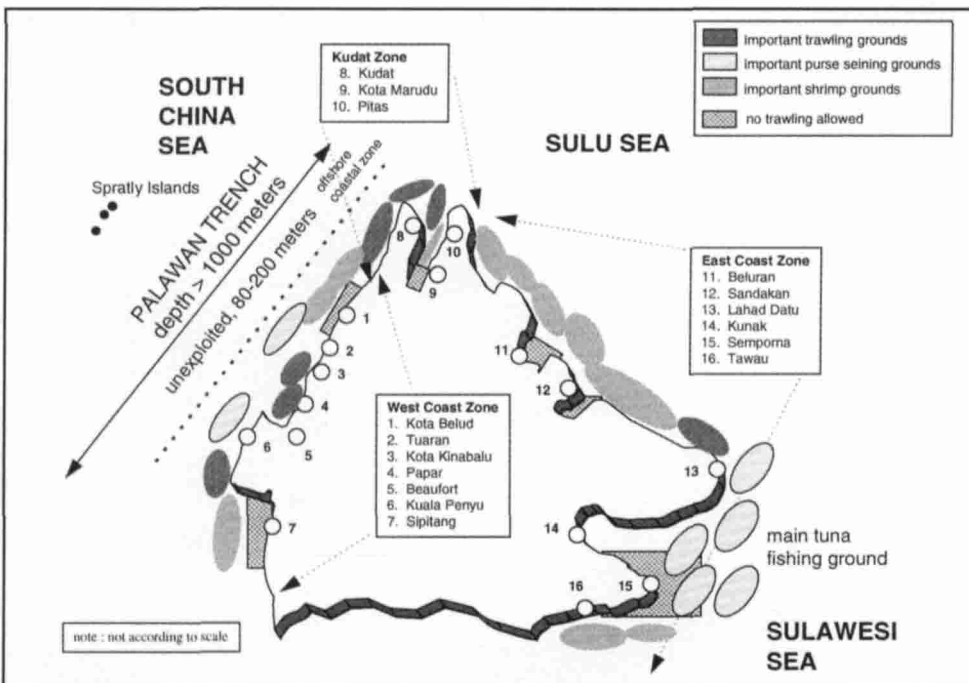 important trawling grounds
important purse seining grounds
important shrimp grounds
no trawling allowed
Kudat Zone
8. Kudat
9. Kota Marudu
10. Pitas
SOUTH
CHINA
SEA
SULU SEA
Spratly Islands
PALAWAN TRENCH
depth > 1000 meters
unexploited, 80-200 meters
offshore
coastal zone
East Coast Zone
11. Beluran
12. Sandakan
13. Lahad Datu
14. Kunak
15. Semporna
16. Tawau
West Coast Zone
1. Kota Belud
2. Tuaran
3. Kota Kinabalu
4. Papar
5. Beaufort
6. Kuala Penyu
7. Sipitang
8
10
9
1
2
3
4
6
5
7
11
12
13
14
15
16
main tuna
fishing ground
note : not according to scale
SULAWESI
SEA